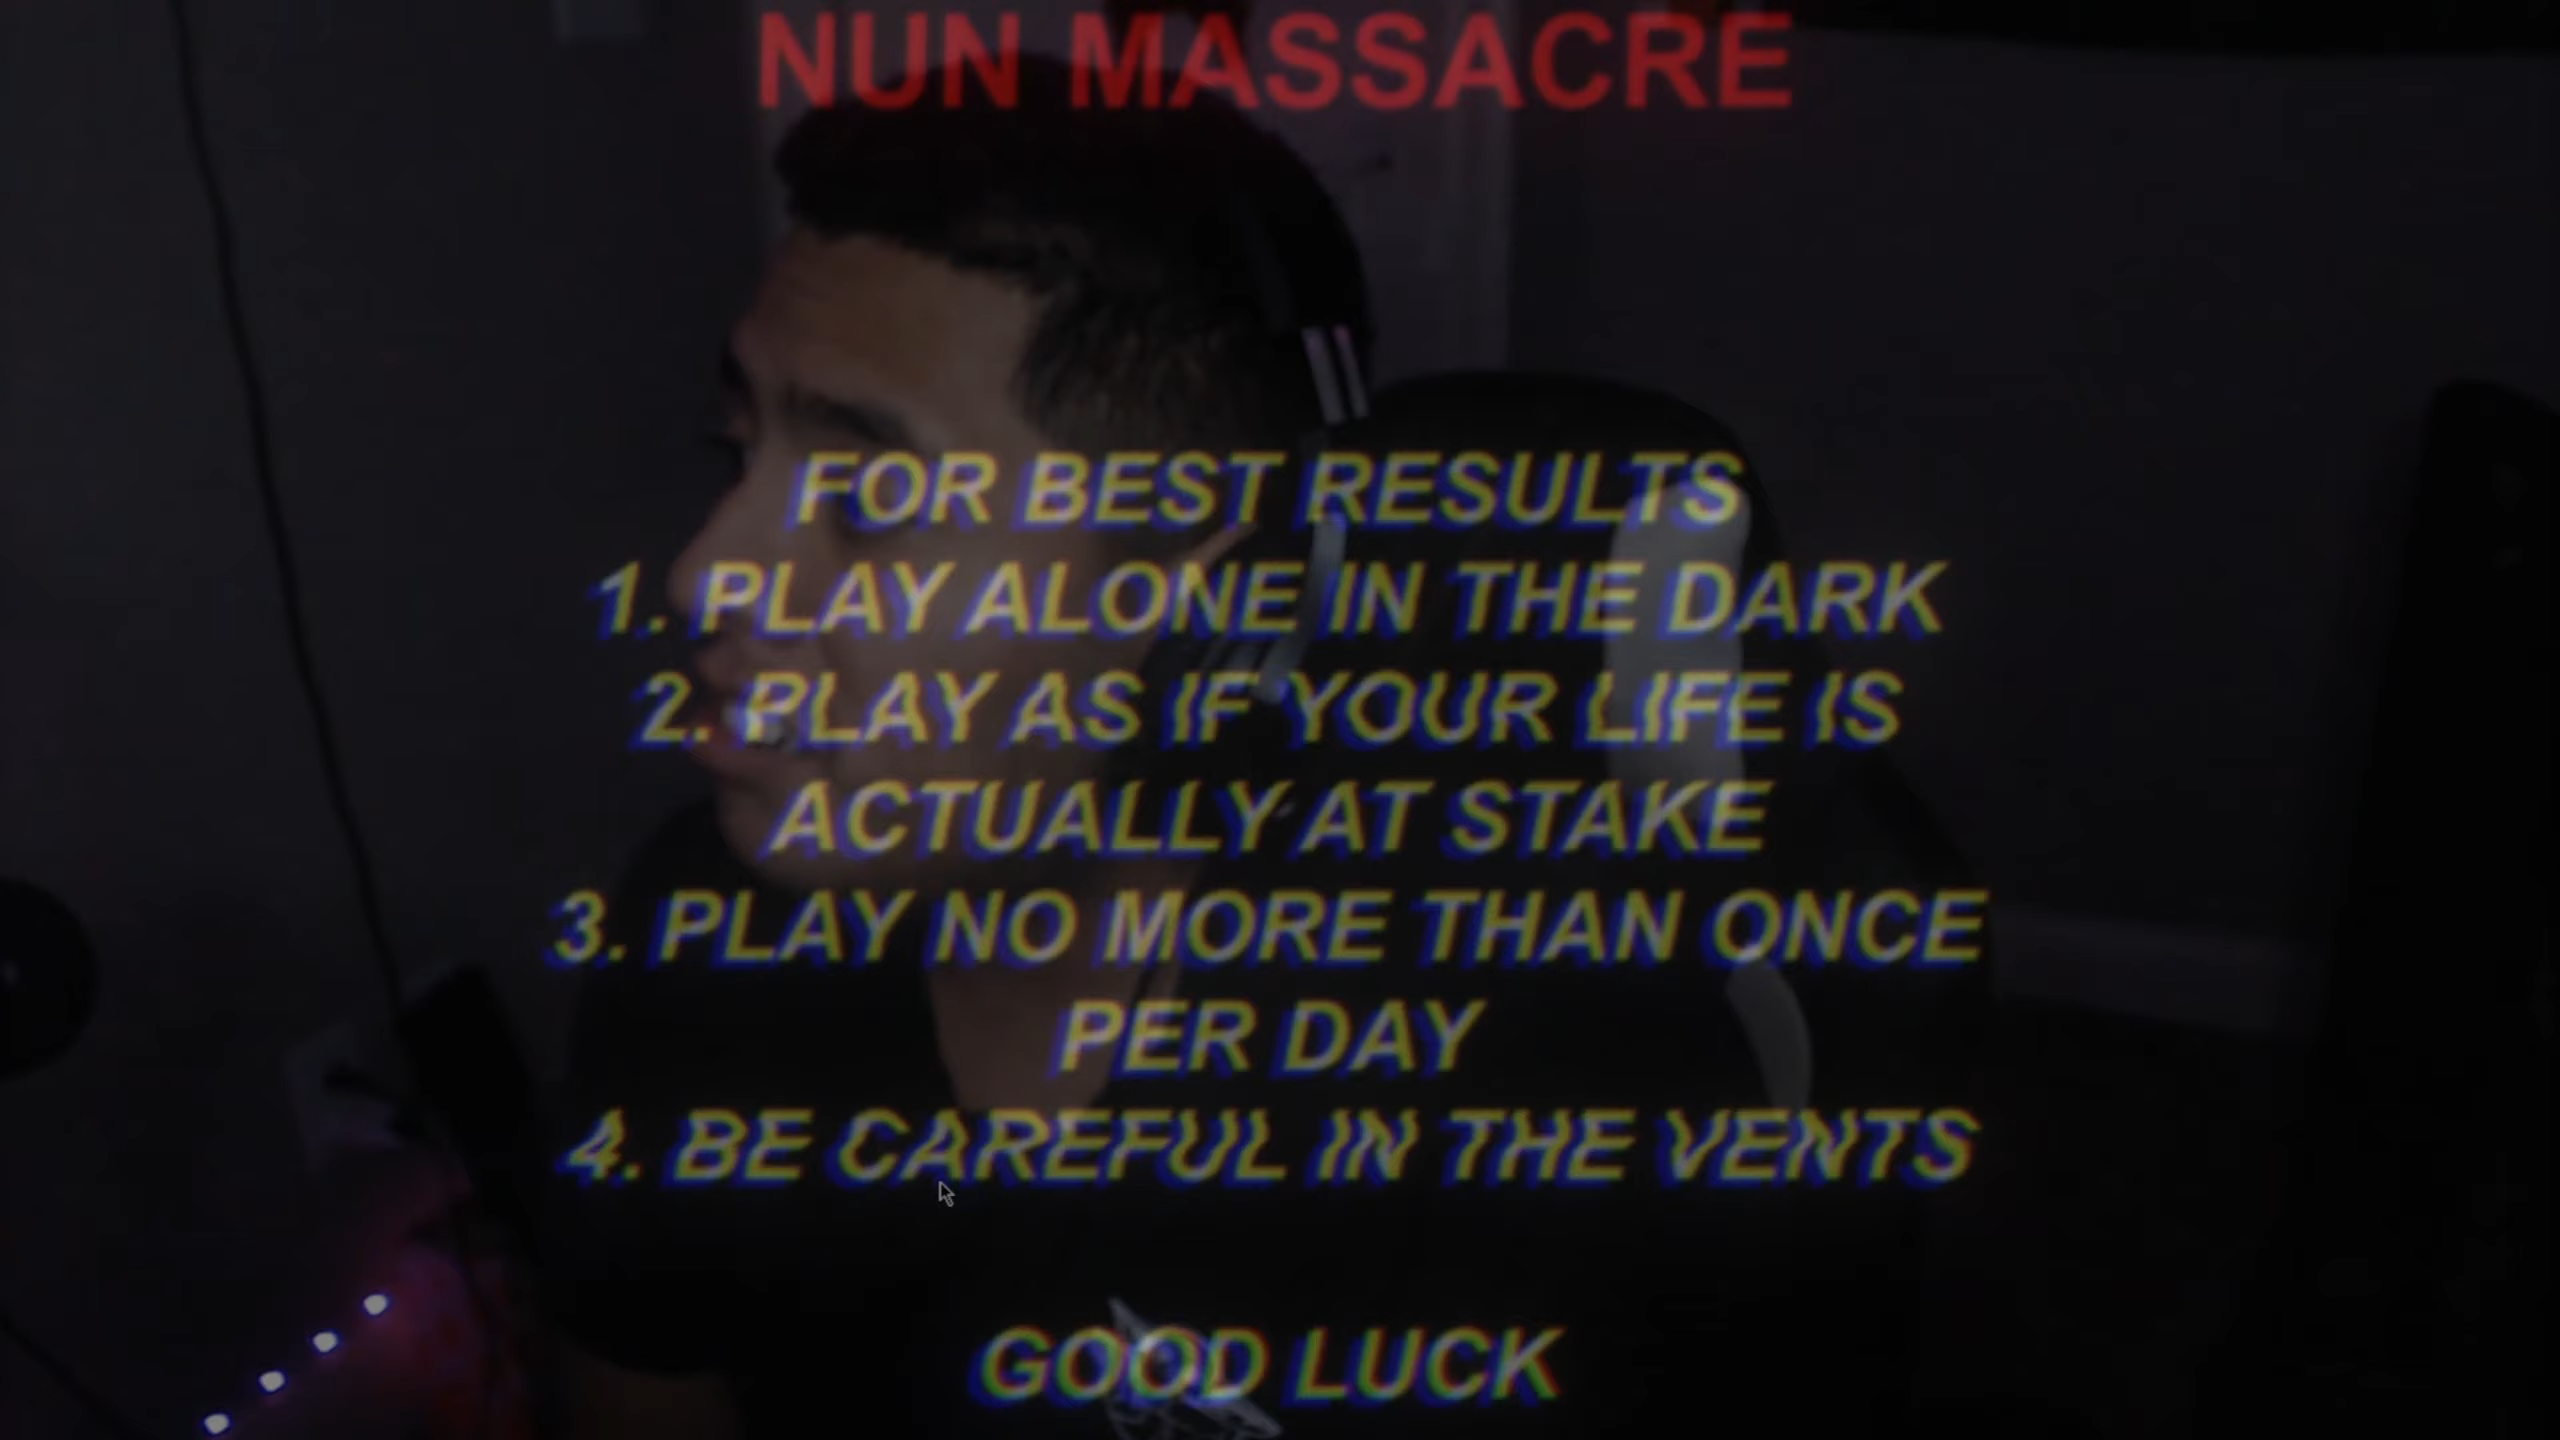 NUN MASSACRE
FOR BEST RESULTS
1. PLAY ALONE IN THE DARK
2. PLAY AS IF YOUR LIFE IS
ACTUALLY AT STAKE
3. PLAY NO MORE THAN ONCE
PER DAY
4. BE CAREFUL IN THE VENTS
GOOD LUCK